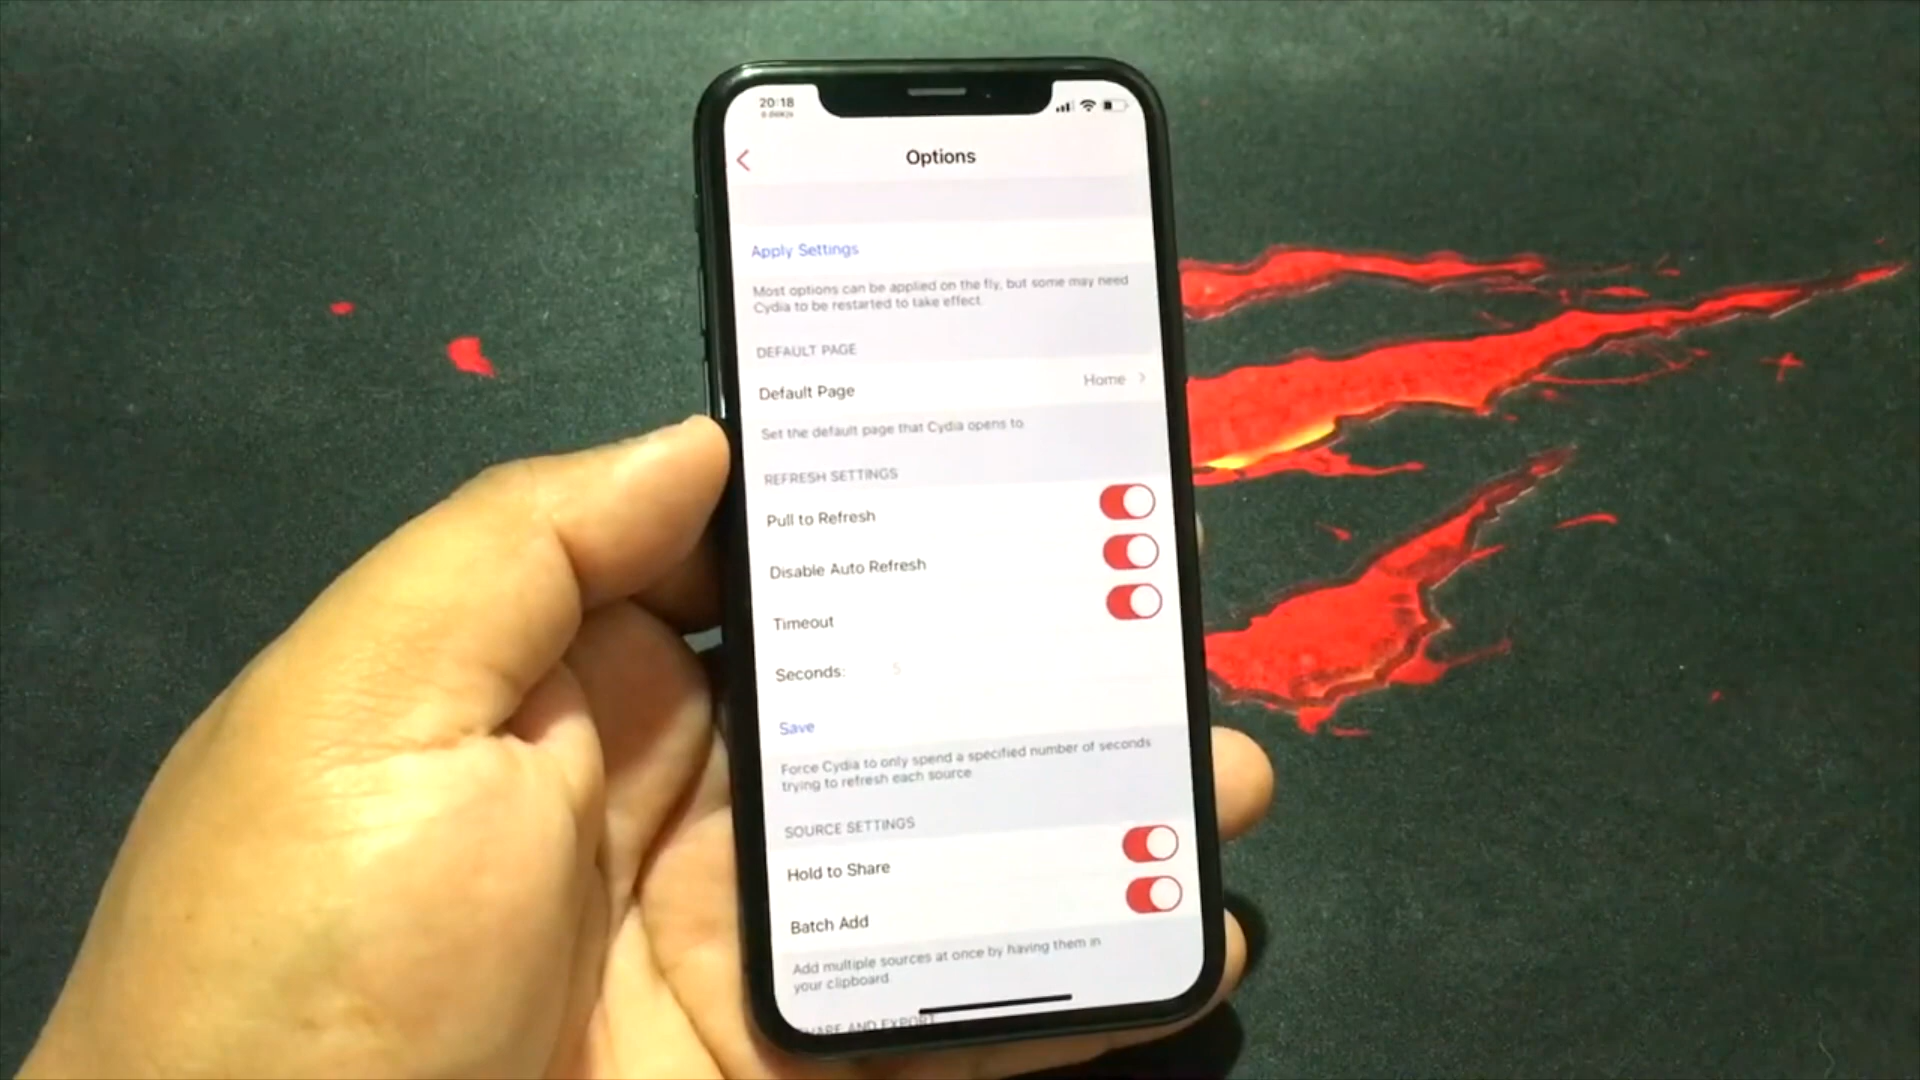 20:18
Options
Apply Settings
Most options can be applied on the fly, but some may need
Cydia to be restarted to take effect.
DEFAULT PAGE
Default Page
Home
Set the default page that Cydia opens to
REFRESH SETTINGS
Pull to Refresh
Disable Auto Refresh
Timeout
Seconds: 5
Save
Force Cydia to only spend a specified number of seconds
trying to refresh each source
SOURCE SETTINGS
Hold to Share
Batch Add
Add multiple sources at once by having them in
your clipboard
AND EXPORT